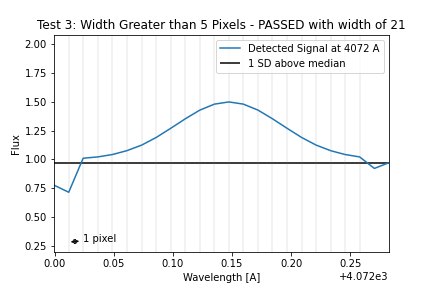 Test 3: Width Greater than 5 Pixels - PASSED with width of 21
2.00
1.75
1.50
1.25
1.00
0.75
0.50
0.25
Flux
Detected Signal at 4072 A
1 SD above median
1 pixel
0.00
0.05
0.10
0.15
0.20
0.25
Wavelength [A]
+4.072e3